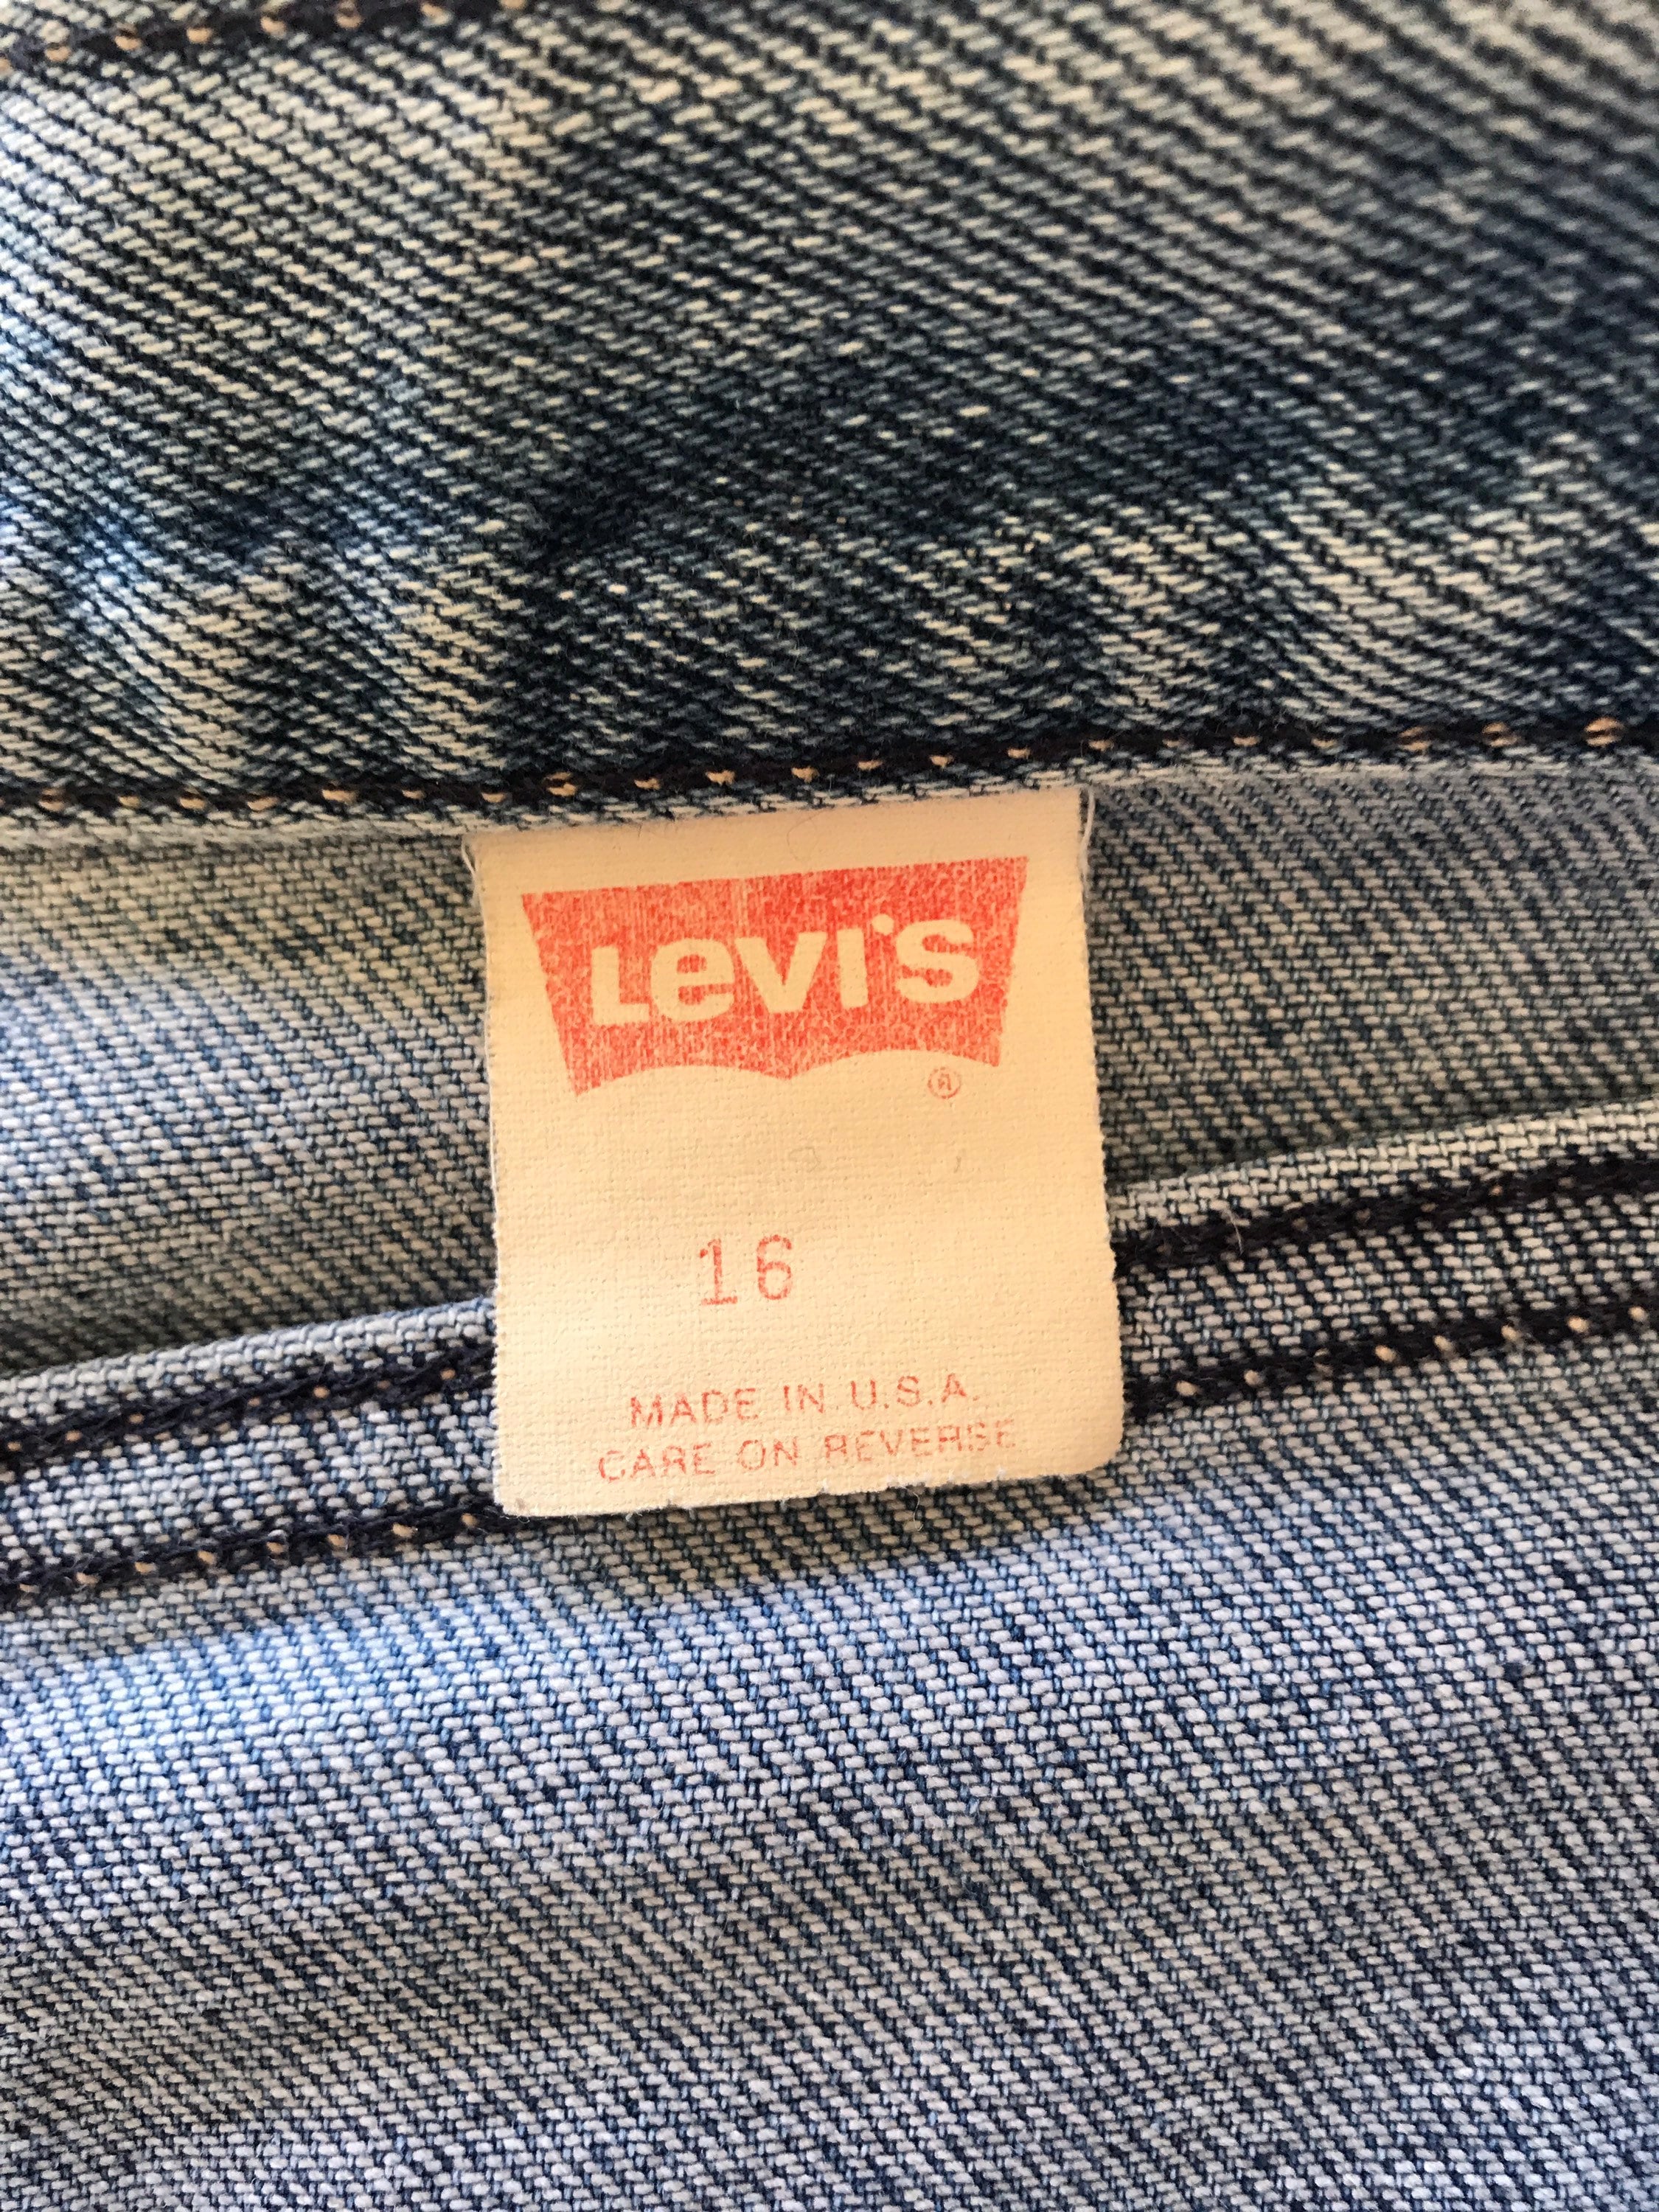 Levi's
®
16
MADE IN U.S.A.
CARE ON REVERSE